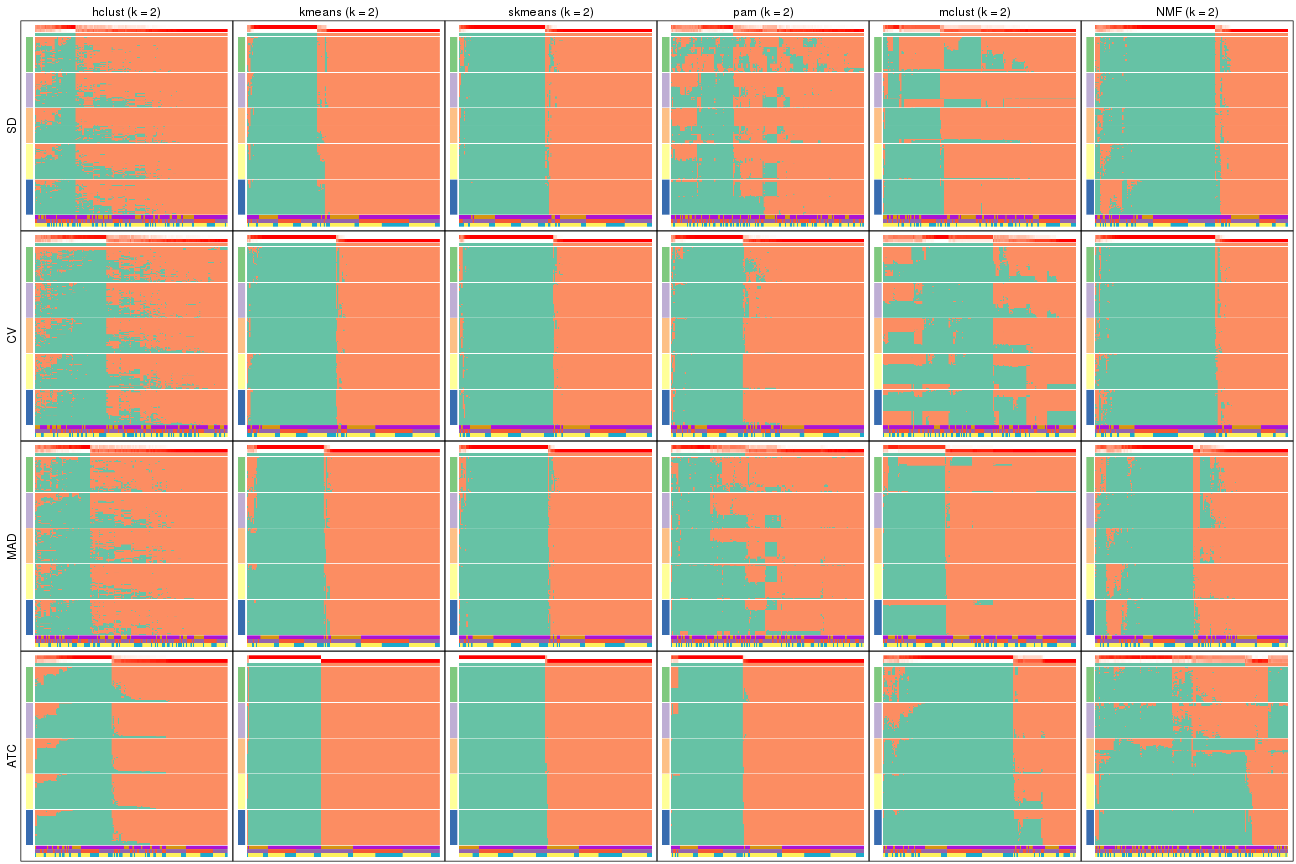 hclust (k = 2) kmeans (k = 2) skmeans (k = 2) pam (k = 2) mclust (k = 2) NMF (k = 2)
SD
CV
MAD
ATC